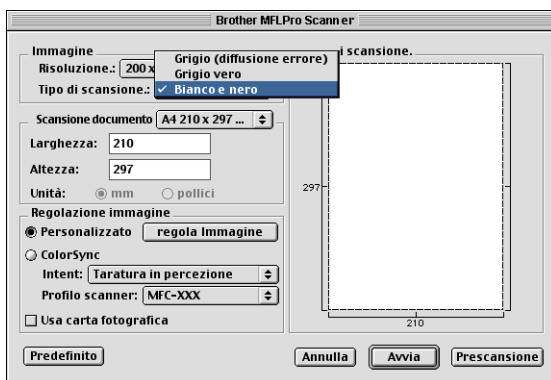 Brother MFLPro Scanner
Immagine
Risoluzione.: 200 x
Tipo di scansione.:
Grigio (diffusione errore)
Grigio vero
✓ Bianco e nero
i scansione.
Scansione documento A4 210 x 297 ...
Larghezza: 210
Altezza: 297
Unità: mm pollici
Regolazione immagine
Personalizzato regola Immagine
ColorSync
Intent: Taratura in percezione
Profilo scanner: MFC-XXX
Usa carta fotografica
297
210
Predefinito Annulla Avvia Prescansione